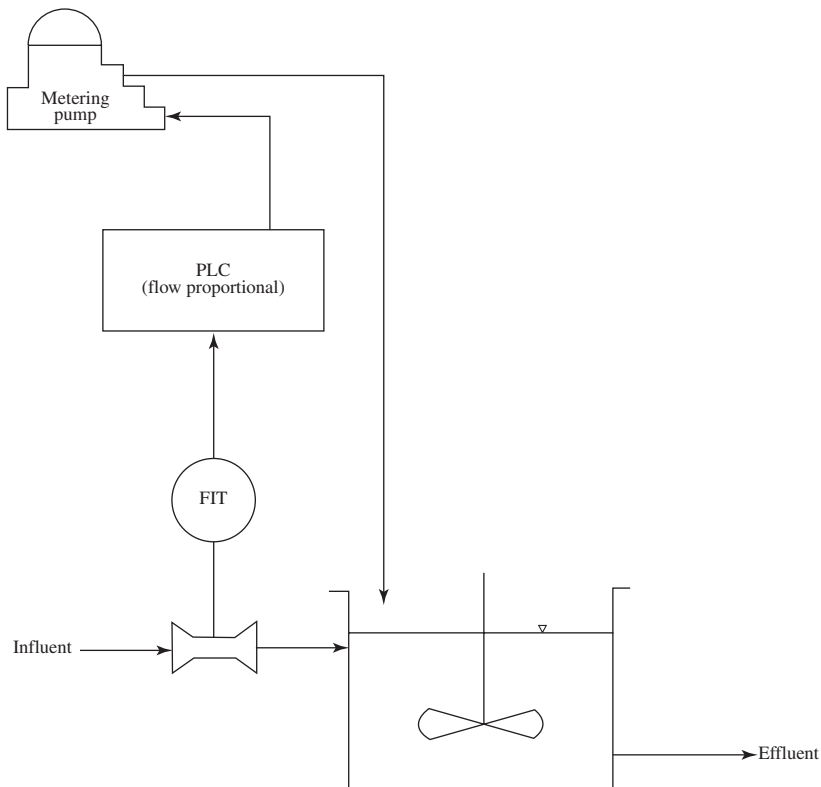 Metering
pump
PLC
(flow proportional)
FIT
Influent
Effluent